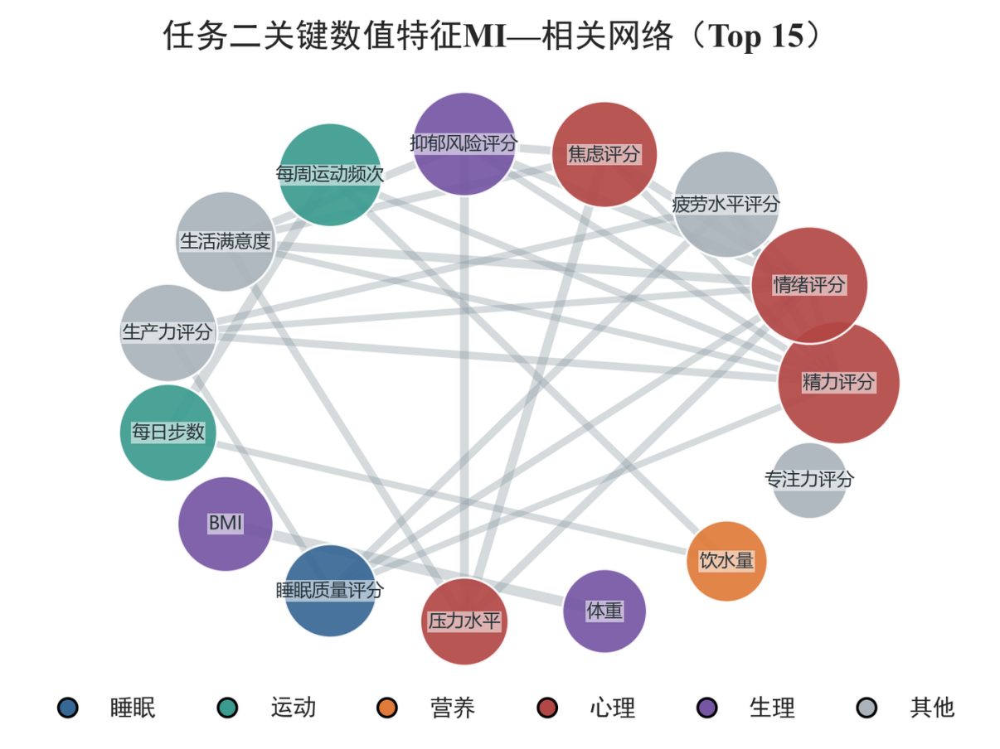 任务二关键数值特征MI—相关网络（Top 15）
抑郁风险评分
焦虑评分
每周运动频次
疲劳水平评分
生活满意度
情绪评分
生产力评分
精力评分
每日步数
专注力评分
BMI
饮水量
睡眠质量评分
体重
压力水平
睡眠 运动 营养 心理 生理 其他